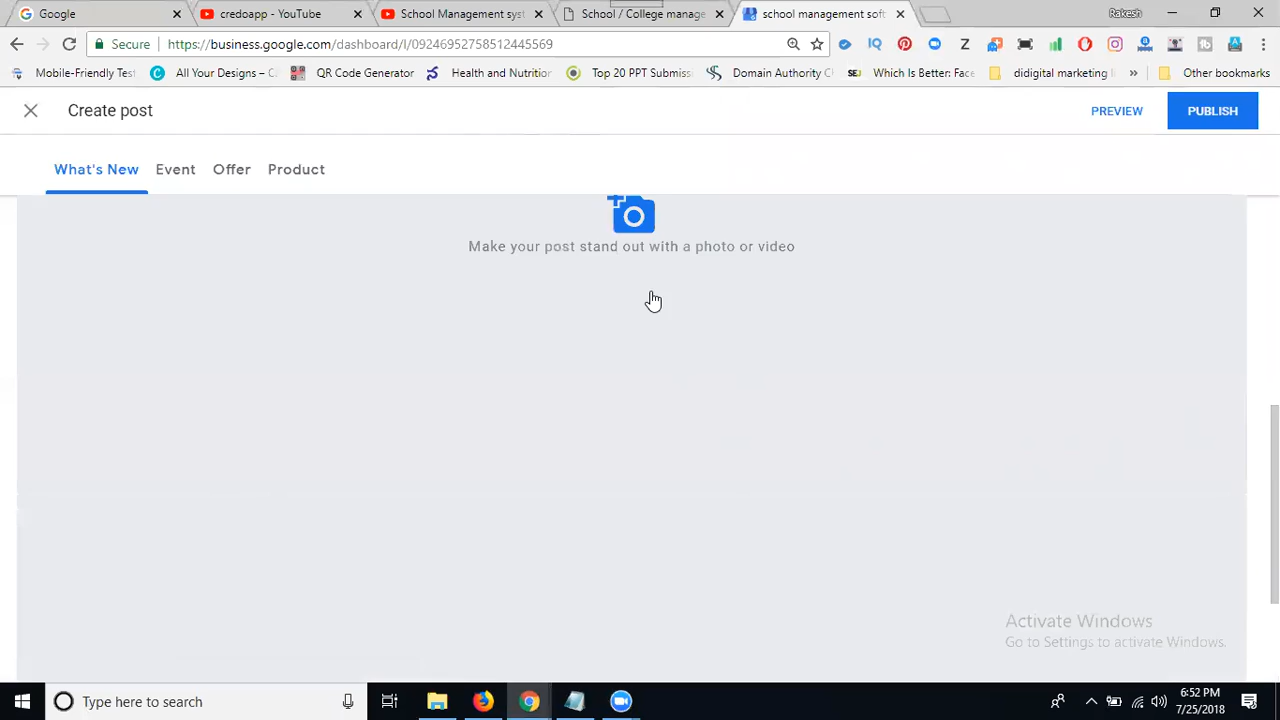 Google
credoapp - YouTube
School Management sys
School / College manage
school management soft
Rakesh
Secure
https://business.google.com/dashboard/l/09246952758512445569
Mobile-Friendly Test
All Your Designs – C
QR Code Generator
Health and Nutrition
Top 20 PPT Submiss
Domain Authority C
SEJ
Which Is Better: Face
didigital marketing l
»
Other bookmarks
Create post
PREVIEW
PUBLISH
What's New
Event
Offer
Product
Make your post stand out with a photo or video
Activate Windows
Go to Settings to activate Windows.
Type here to search
6:52 PM
7/25/2018